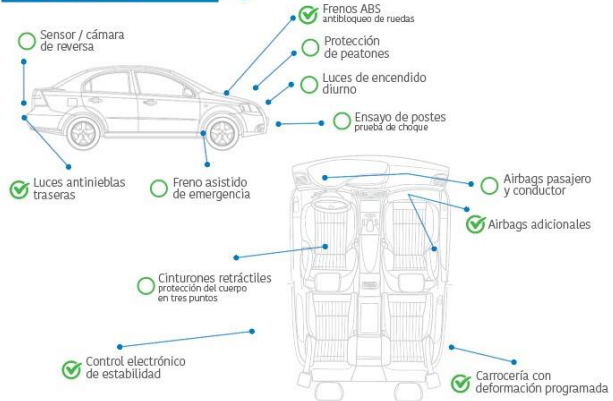 Frenos ABS
antibloqueo de ruedas
Sensor / cámara
de reversa
Protección
de peatones
Luces de encendido
diurno
Ensayo de postes
prueba de choque
Luces antinieblas
traseras
Freno asistido
de emergencia
Airbags pasajero
y conductor
Airbags adicionales
Cinturones retráctiles
protección del cuerpo
en tres puntos
Control electrónico
de estabilidad
Carrocería con
deformación programada